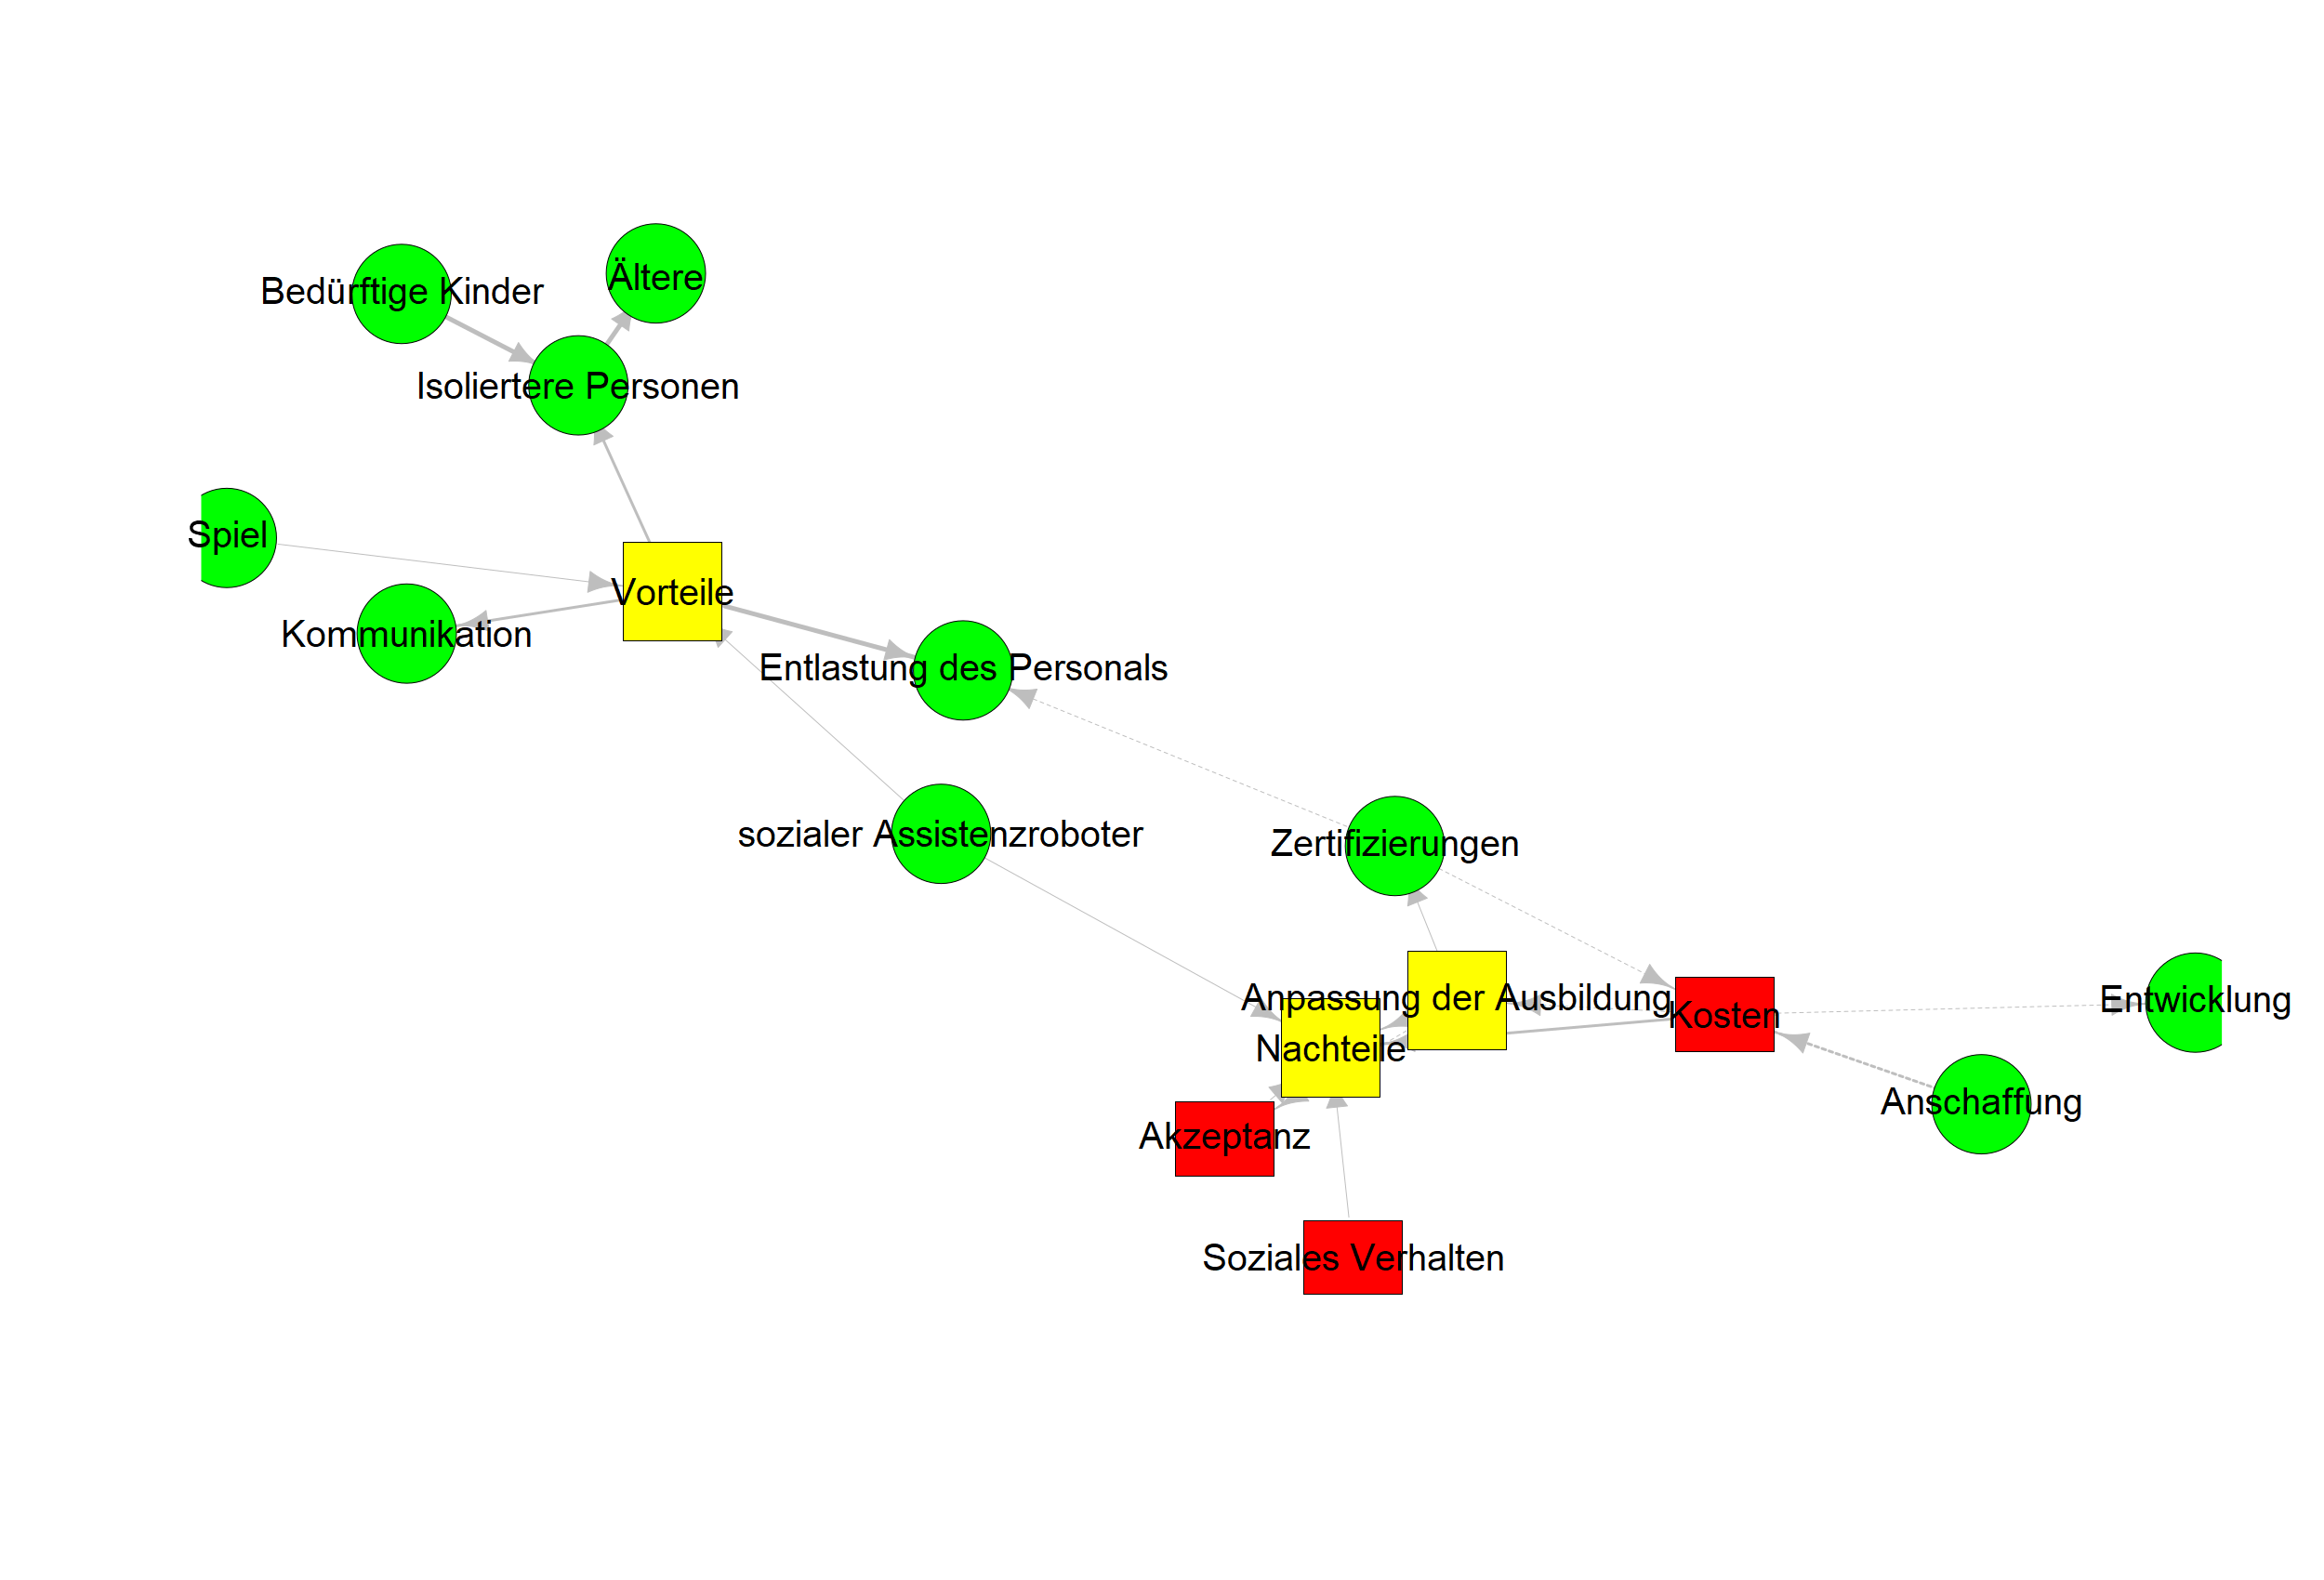 Ältere
Bedürftige Kinder
Isoliertere Personen
Spiel
Vorteile
Kommunikation
Entlastung des Personals
sozialer Assistenzroboter
Zertifizierungen
Anpassung der Ausbildung
Entwicklung
Kosten
Nachteile
Anschaffung
Akzeptanz
Soziales Verhalten